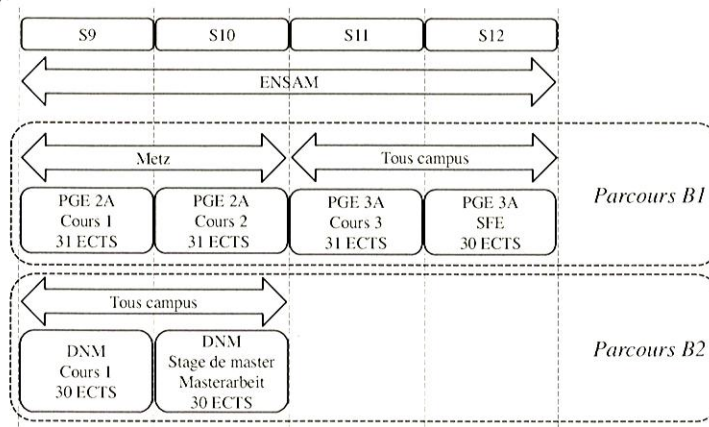 S9 S10 S11 S12
ENSAM
Metz Tous campus
Parcours B1
PGE 2A
Cours 1
31 ECTS
PGE 2A
Cours 2
31 ECTS
PGE 3A
Cours 3
31 ECTS
PGE 3A
SFE
30 ECTS
Tous campus
Parcours B2
DNM
Cours 1
30 ECTS
DNM
Stage de master
Masterarbeit
30 ECTS